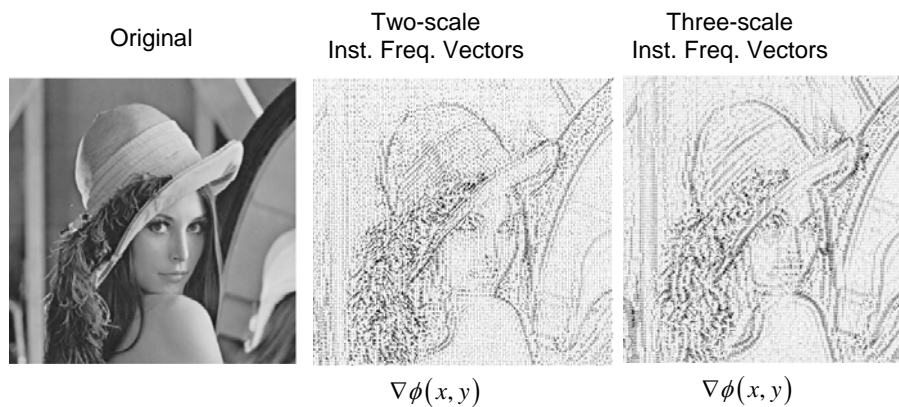 Original
Two-scale
Inst. Freq. Vectors
Three-scale
Inst. Freq. Vectors
∇ϕ(x, y)
∇ϕ(x, y)